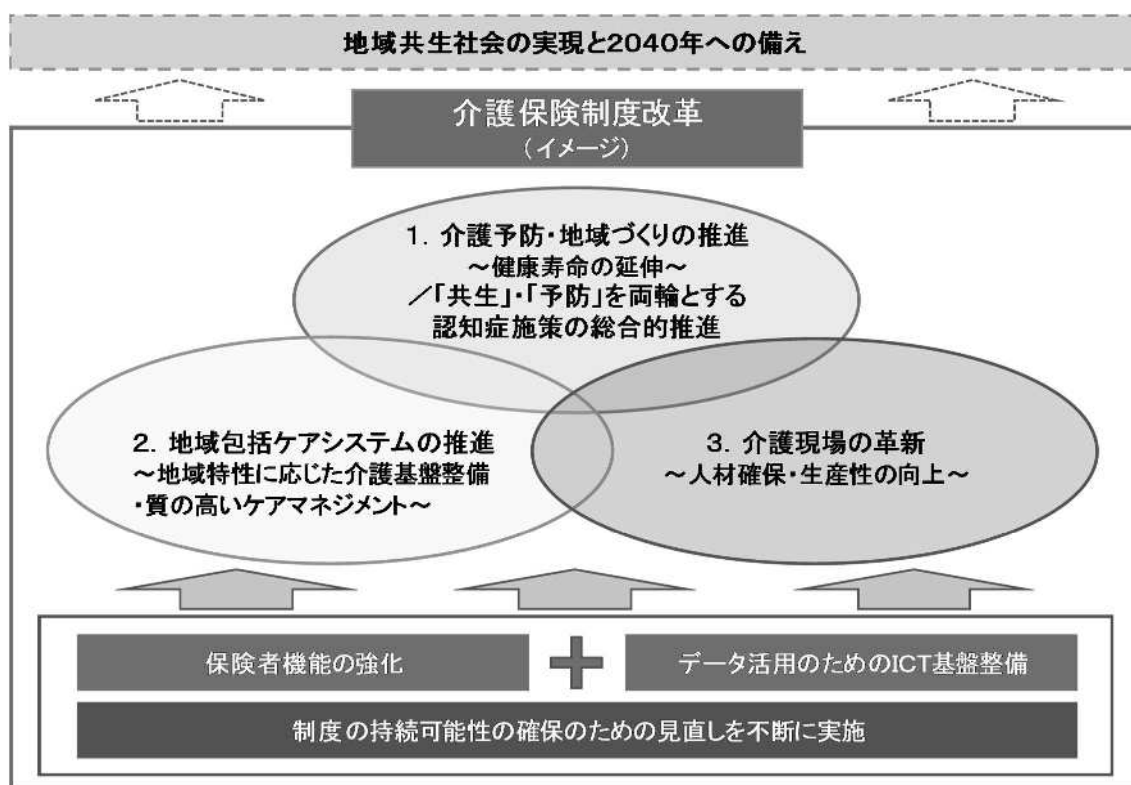 地域共生社会の実現と2040年への備え
介護保険制度改革
(イメージ)
1. 介護予防・地域づくりの推進
～健康寿命の延伸～
／「共生」・「予防」を両輪とする
認知症施策の総合的推進
2. 地域包括ケアシステムの推進
～地域特性に応じた介護基盤整備
・質の高いケアマネジメント～
3. 介護現場の革新
～人材確保・生産性の向上～
保険者機能の強化
データ活用のためのICT基盤整備
制度の持続可能性の確保のための見直しを不断に実施